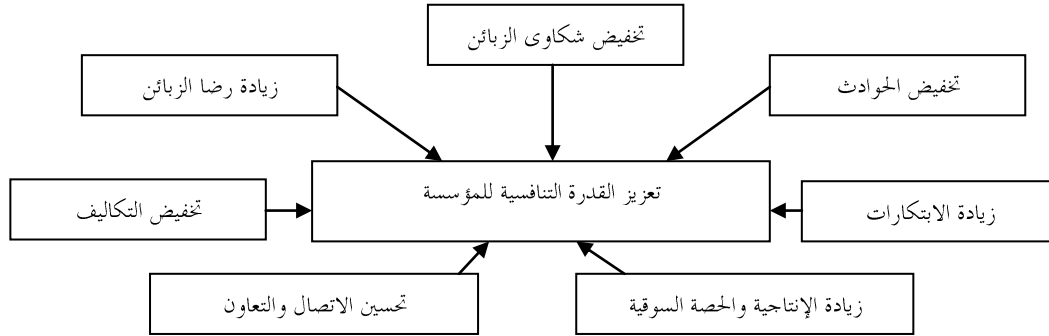 تخفيض شكاوى الزبائن
تخفيض الحوادث
زيادة رضا الزبائن
تعزيز القدرة التنافسية للمؤسسة
زيادة الابتكارات
تخفيض التكاليف
زيادة الإنتاجية والحصة السوقية
تحسين الاتصال والتعاون